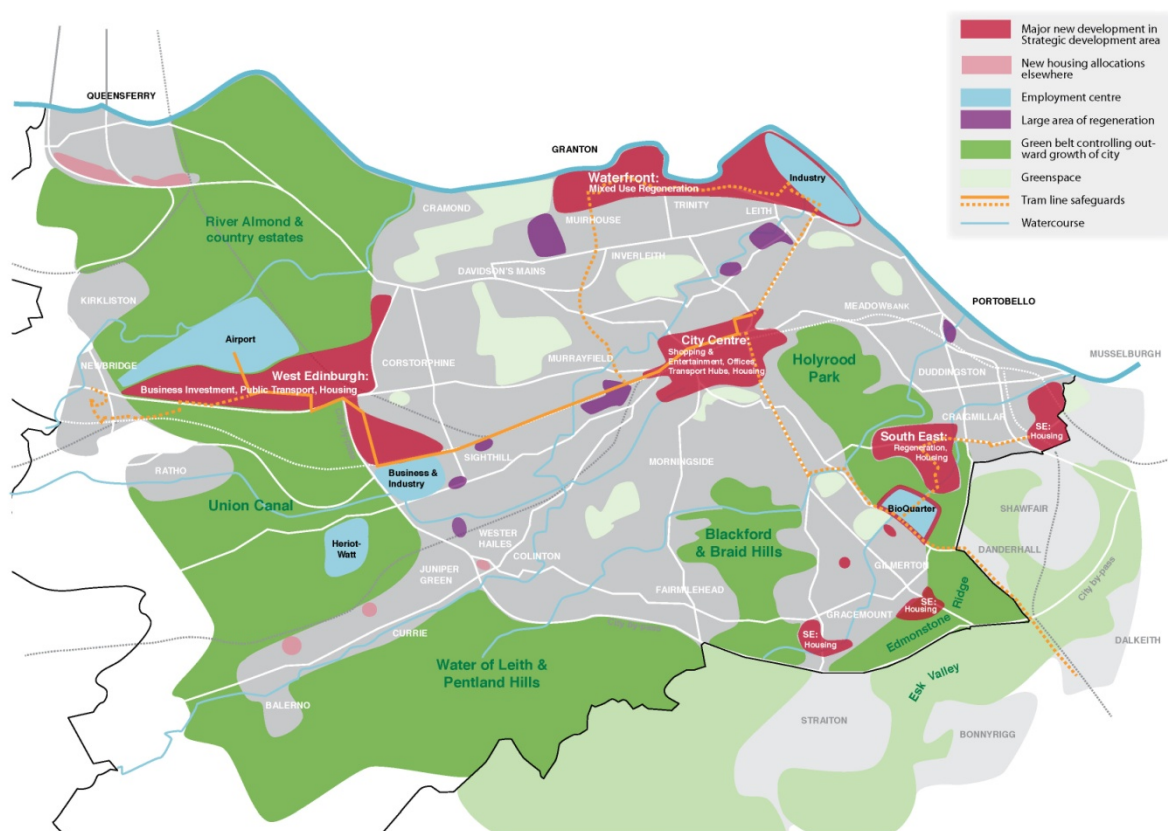 Major new development in
Strategic development area
New housing allocations
elsewhere
Employment centre
Large area of regeneration
Green belt controlling out-
ward growth of city
Greenspace
Tram line safeguards
Watercourse
QUEENSFERRY
GRANTON
Waterfront:
Mixed Use Regeneration
Industry
CRAMOND
MUIRHOUSE
TRINITY
LEITH
River Almond &
country estates
INVERLEITH
DAVIDSON'S MAINS
KIRKLISTON
MEADOWBANK
PORTOBELLO
Airport
NEWBRIDGE
CORSTORPHINE
MURRAYFIELD
City Centre:
Shopping &
Entertainment, Offices,
Transport Hubs, Housing
Holyrood
Park
MUSSELBURGH
DUDDINGSTON
West Edinburgh:
Business Investment, Public Transport, Housing
CRAIGMILLAR
SE:
Housing
South East:
Regeneration,
Housing
SIGHTHILL
MORNINGSIDE
RATHO
Business &
Industry
Union Canal
BioQuarter
SHAWFAIR
Heriot-
Watt
WESTER
HAILES
COLINTON
Blackford
& Braid Hills
DANDERHALL
JUNIPER
GREEN
GILMERTON
City by-pass
FAIRMILEHEAD
SE:
Housing
GRACEMOUNT
Edmonstone Ridge
CURRIE
SE:
Housing
DALKEITH
Water of Leith &
Pentland Hills
Esk Valley
BALERNO
STRAITON
BONNYRIGG